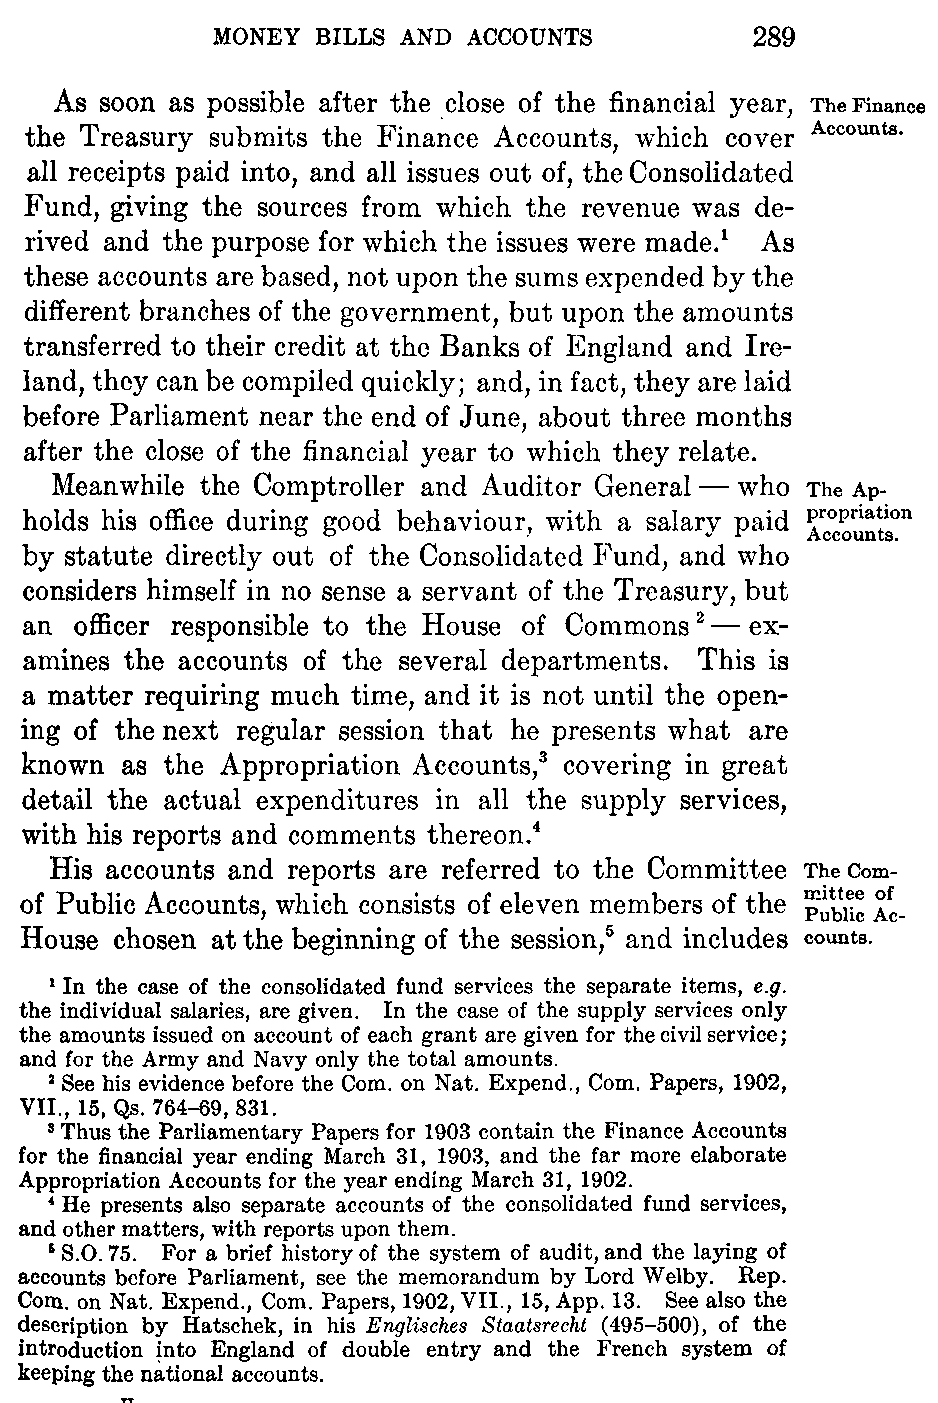 MONEY BILLS AND ACCOUNTS 289
As soon as possible after the close of the financial year,
the Treasury submits the Finance Accounts, which cover
all receipts paid into, and all issues out of, the Consolidated
Fund, giving the sources from which the revenue was de-
rived and the purpose for which the issues were made.¹ As
these accounts are based, not upon the sums expended by the
different branches of the government, but upon the amounts
transferred to their credit at the Banks of England and Ire-
land, they can be compiled quickly; and, in fact, they are laid
before Parliament near the end of June, about three months
after the close of the financial year to which they relate.
The Finance
Accounts.
Meanwhile the Comptroller and Auditor General — who
holds his office during good behaviour, with a salary paid
by statute directly out of the Consolidated Fund, and who
considers himself in no sense a servant of the Treasury, but
an officer responsible to the House of Commons ² — ex-
amines the accounts of the several departments. This is
a matter requiring much time, and it is not until the open-
ing of the next regular session that he presents what are
known as the Appropriation Accounts,³ covering in great
detail the actual expenditures in all the supply services,
with his reports and comments thereon.⁴
The Ap-
propriation
Accounts.
His accounts and reports are referred to the Committee
of Public Accounts, which consists of eleven members of the
House chosen at the beginning of the session,⁵ and includes
The Com-
mittee of
Public Ac-
counts.
¹ In the case of the consolidated fund services the separate items, e.g.
the individual salaries, are given. In the case of the supply services only
the amounts issued on account of each grant are given for the civil service;
and for the Army and Navy only the total amounts.
² See his evidence before the Com. on Nat. Expend., Com. Papers, 1902,
VII., 15, Qs. 764–69, 831.
³ Thus the Parliamentary Papers for 1903 contain the Finance Accounts
for the financial year ending March 31, 1903, and the far more elaborate
Appropriation Accounts for the year ending March 31, 1902.
⁴ He presents also separate accounts of the consolidated fund services,
and other matters, with reports upon them.
⁵ S.O. 75. For a brief history of the system of audit, and the laying of
accounts before Parliament, see the memorandum by Lord Welby. Rep.
Com. on Nat. Expend., Com. Papers, 1902, VII., 15, App. 13. See also the
description by Hatschek, in his Englisches Staatsrecht (495–500), of the
introduction into England of double entry and the French system of
keeping the national accounts.